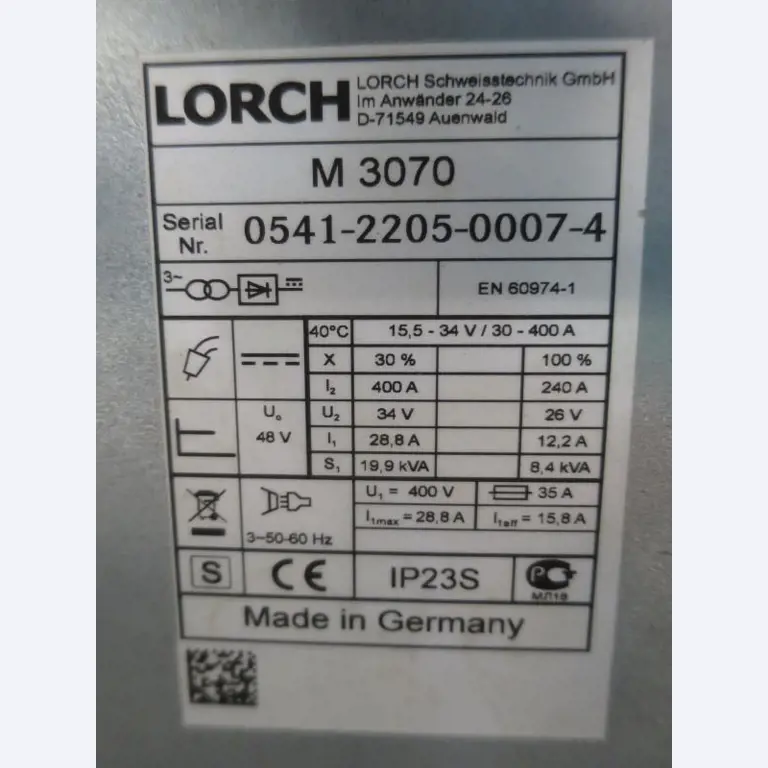 LORCH
LORCH Schweisstechnik GmbH
Im Anwänder 24-26
D-71549 Auenwald
M 3070
Serial Nr. 0541-2205-0007-4
3~
EN 60974-1
40°C 15,5 - 34 V / 30 - 400 A
X 30 % 100 %
I₂ 400 A 240 A
U₀ 48 V
U₂ 34 V 26 V
I₁ 28,8 A 12,2 A
S₁ 19,9 kVA 8,4 kVA
3~50-60 Hz
U₁ = 400 V 35 A
I₁max = 28,8 A I₁eff = 15,8 A
S CE IP23S
МЛ18
Made in Germany